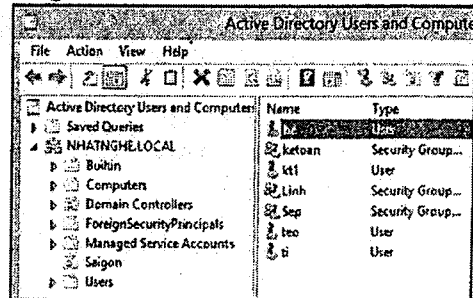 Active Directory Users and Compute
File Action View Help
Active Directory Users and Computer
Name Type
Saved Queries
User
NHATNGHE.LOCAL
ketoan Security Group...
Builtin
kt1 User
Computers
Linh Security Group...
Domain Controllers
Sep Security Group...
ForeignSecurityPrincipals
teo User
Managed Service Accounts
ti User
Saigon
Users